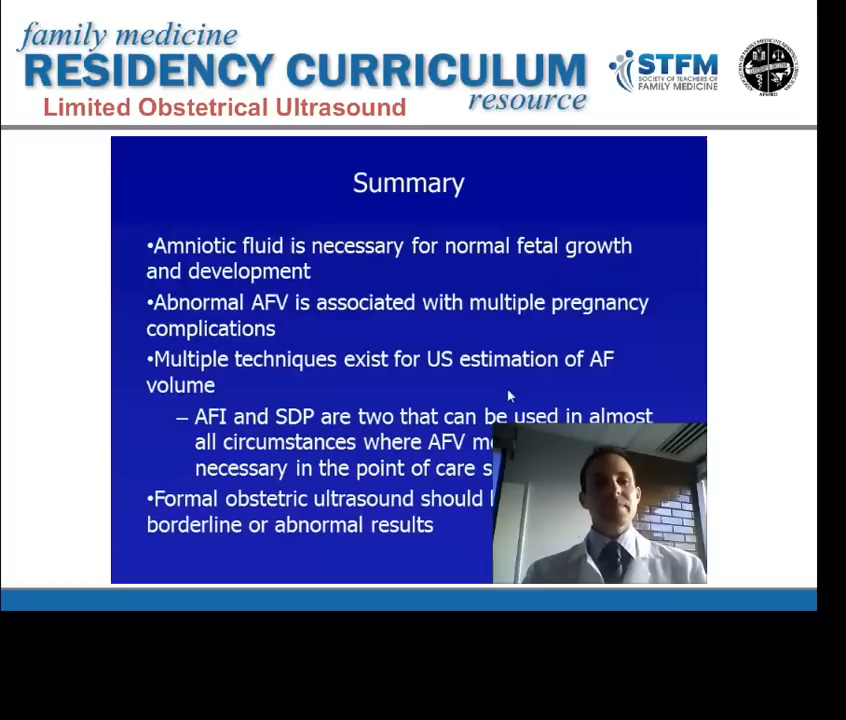 family medicine
RESIDENCY CURRICULUM
resource
Limited Obstetrical Ultrasound
STFM
SOCIETY OF TEACHERS OF
FAMILY MEDICINE
Summary
•Amniotic fluid is necessary for normal fetal growth
and development
•Abnormal AFV is associated with multiple pregnancy
complications
•Multiple techniques exist for US estimation of AF
volume
– AFI and SDP are two that can be used in almost
all circumstances where AFV
necessary in the point of care
•Formal obstetric ultrasound should
borderline or abnormal results